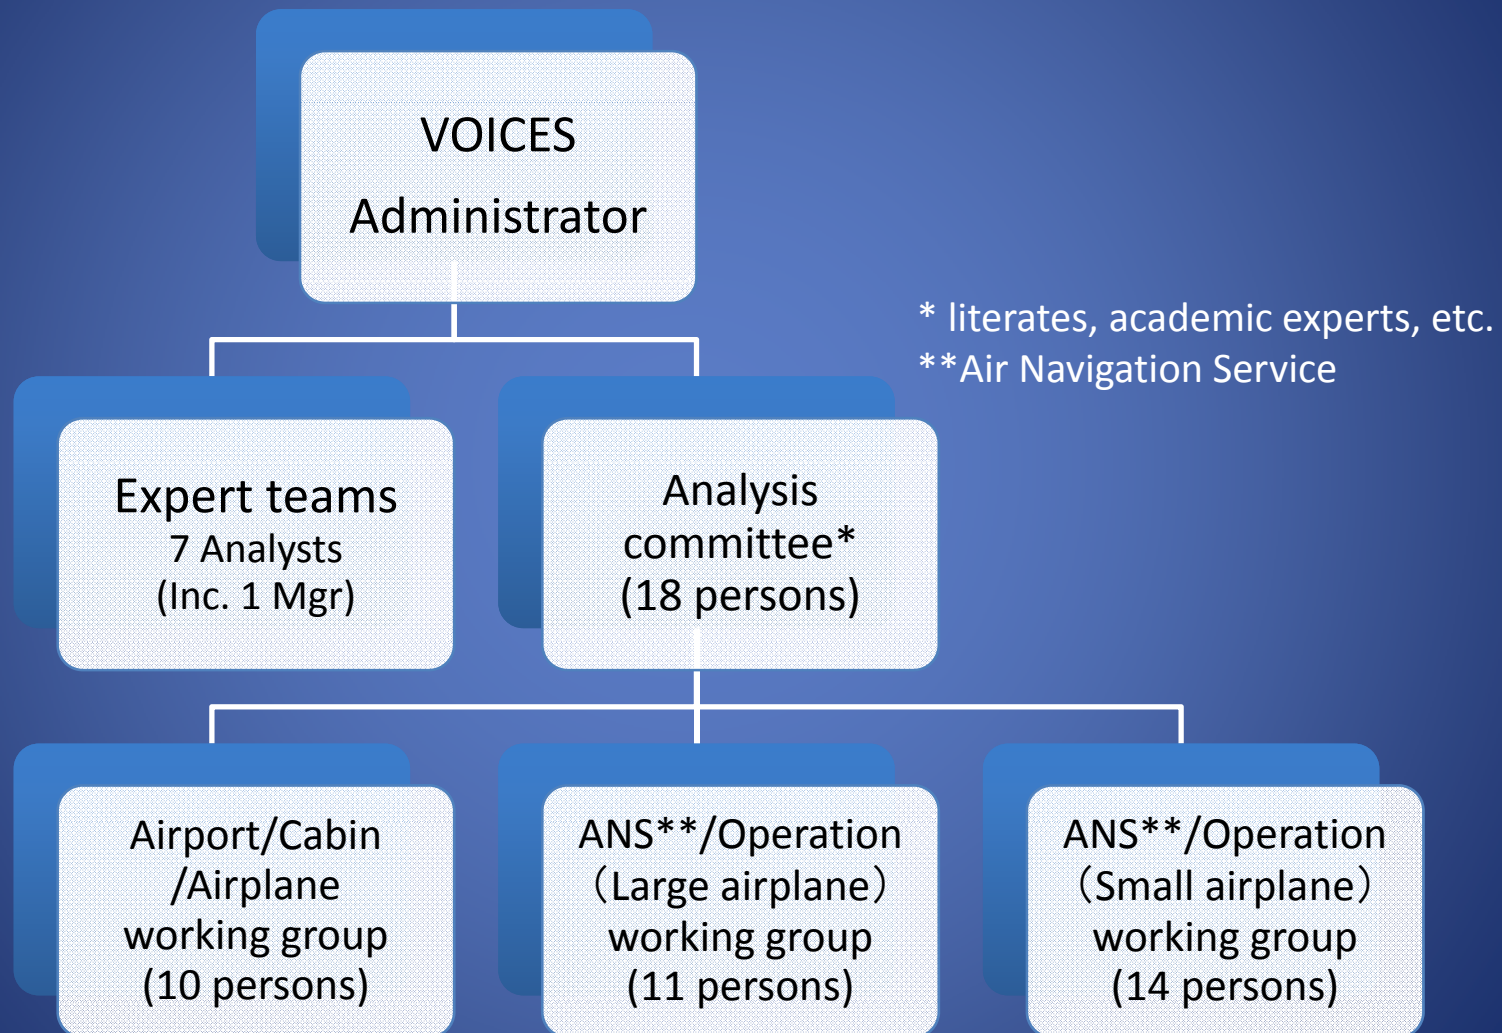 VOICES
Administrator
* literates, academic experts, etc.
**Air Navigation Service
Expert teams
7 Analysts
(Inc. 1 Mgr)
Analysis
committee*
(18 persons)
Airport/Cabin
/Airplane
working group
(10 persons)
ANS**/Operation
（Large airplane）
working group
(11 persons)
ANS**/Operation
（Small airplane）
working group
(14 persons)